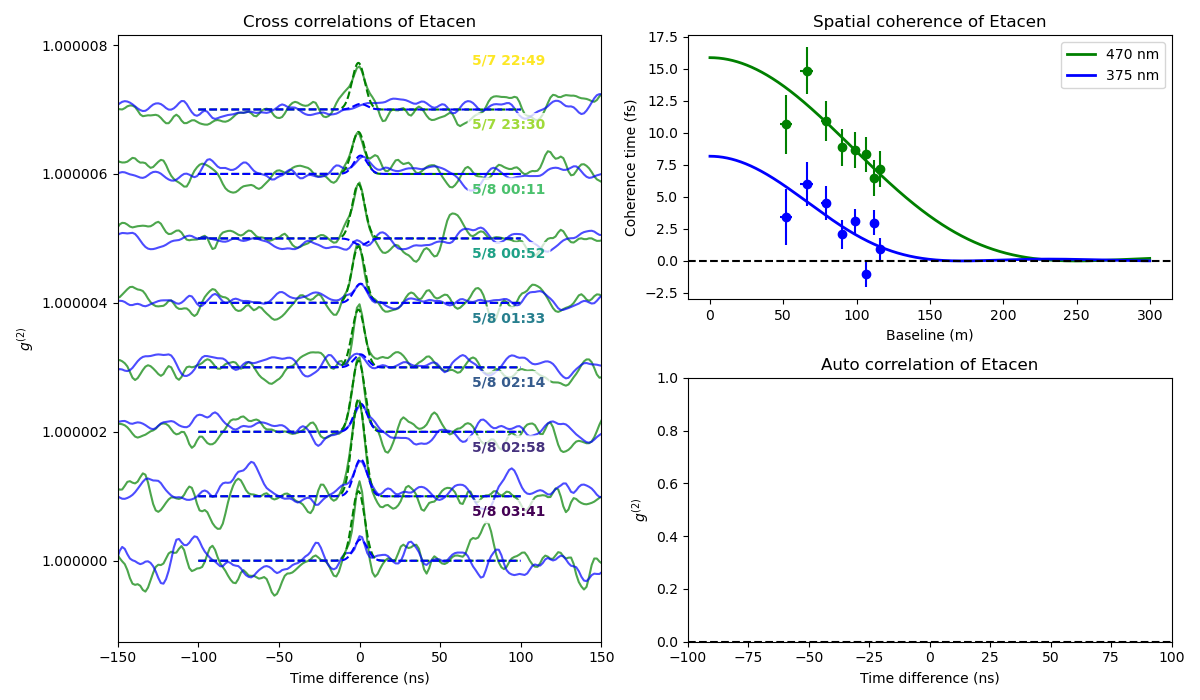 Cross correlations of Etacen
1.000008
1.000006
1.000004
1.000002
1.000000
g(2)
5/7 22:49
5/7 23:30
5/8 00:11
5/8 00:52
5/8 01:33
5/8 02:14
5/8 02:58
5/8 03:41
−150 −100 −50 0 50 100 150
Time difference (ns)
Spatial coherence of Etacen
17.5
15.0
12.5
10.0
7.5
5.0
2.5
0.0
−2.5
Coherence time (fs)
470 nm
375 nm
0 50 100 150 200 250 300
Baseline (m)
Auto correlation of Etacen
1.0
0.8
0.6
0.4
0.2
0.0
g(2)
−100 −75 −50 −25 0 25 50 75 100
Time difference (ns)